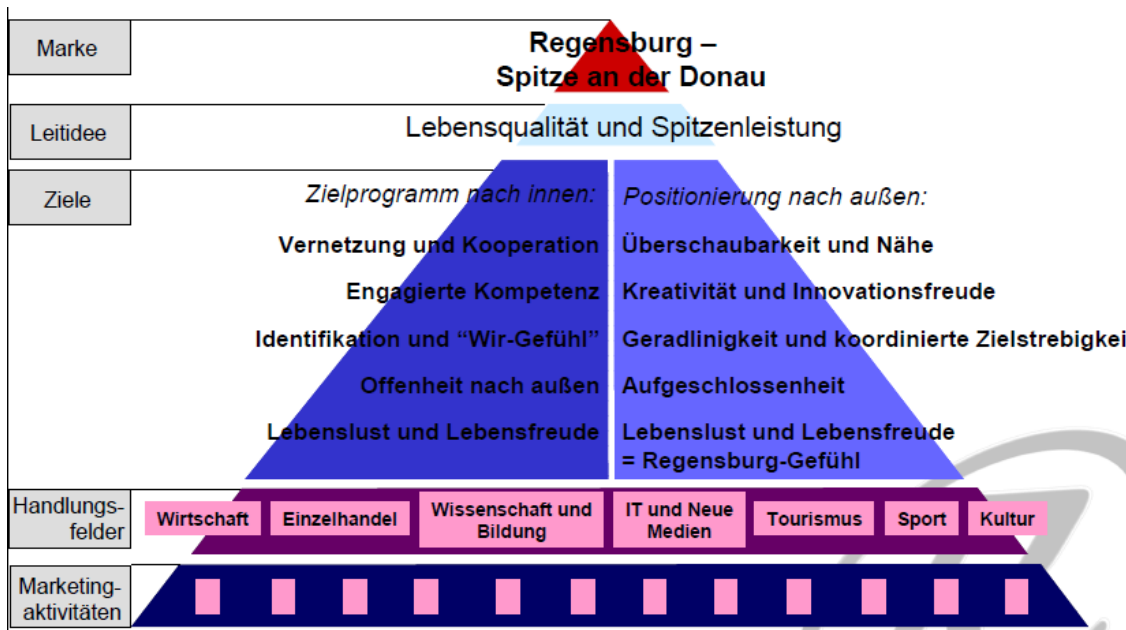 Marke
Regensburg –
Spitze an der Donau
Leitidee
Lebensqualität und Spitzenleistung
Ziele
Zielprogramm nach innen:
Positionierung nach außen:
Vernetzung und Kooperation
Überschaubarkeit und Nähe
Engagierte Kompetenz
Kreativität und Innovationsfreude
Identifikation und “Wir-Gefühl”
Geradlinigkeit und koordinierte Zielstrebigkei
Offenheit nach außen
Aufgeschlossenheit
Lebenslust und Lebensfreude
Lebenslust und Lebensfreude
= Regensburg-Gefühl
Handlungs-
felder
Wirtschaft
Einzelhandel
Wissenschaft und
Bildung
IT und Neue
Medien
Tourismus
Sport
Kultur
Marketing-
aktivitäten